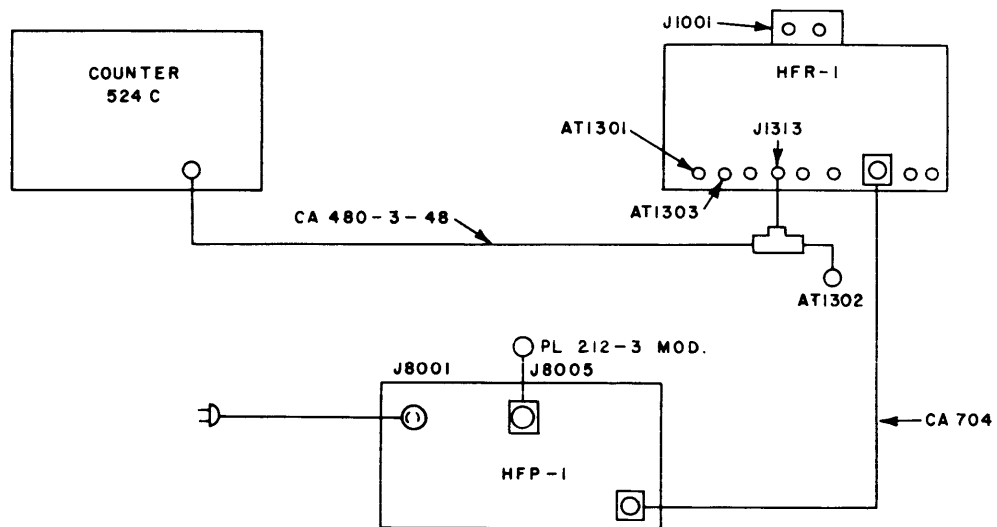 J1001
COUNTER
524 C
HFR-1
AT1301
J1313
AT1303
CA 480-3-48
AT1302
PL 212-3 MOD.
J8001
J8005
CA 704
HFP-1